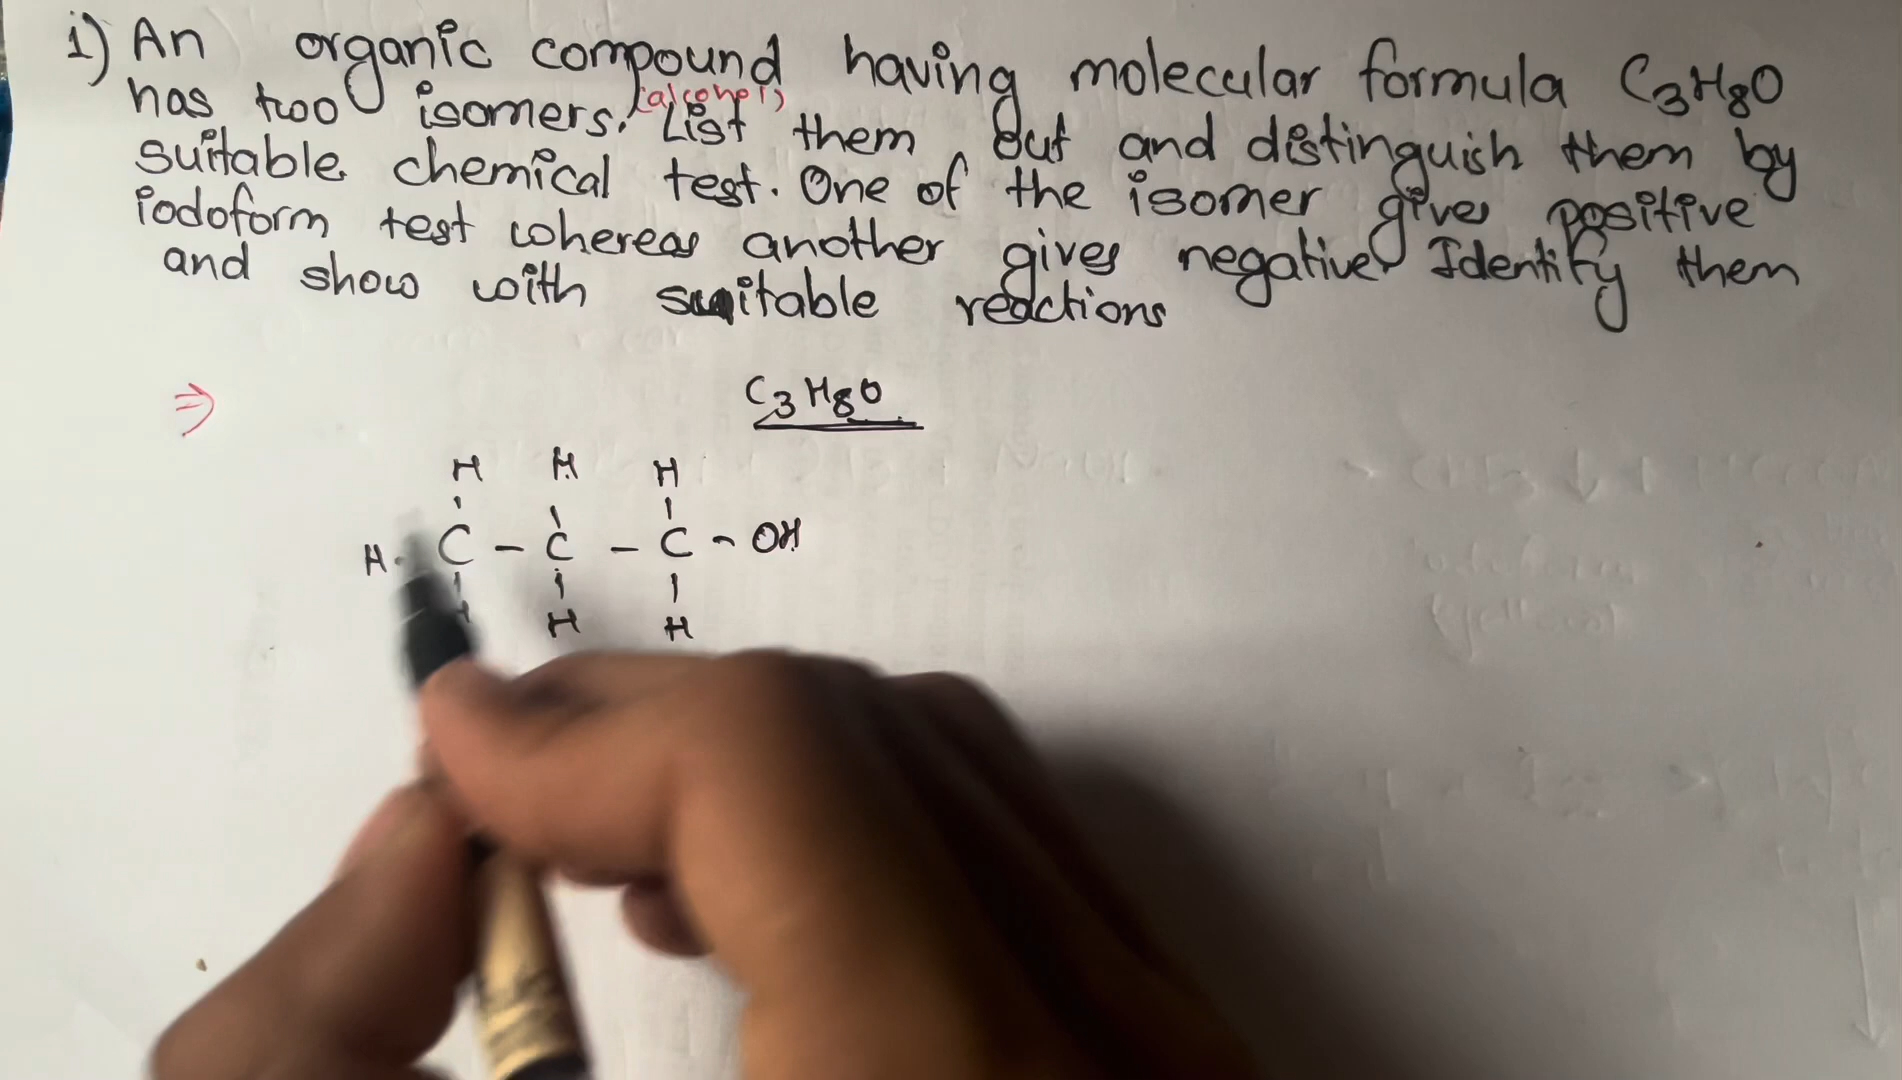 i) An organic compound having molecular formula C3H8O
has two isomers. (alcohol) List them out and distinguish them by
suitable chemical test. One of the isomer gives positive
iodoform test whereas another gives negative Identify them
and show with suitable reactions
⇒ C3H8O
H H H
H - C - C - C - OH
H H H
(yellow)